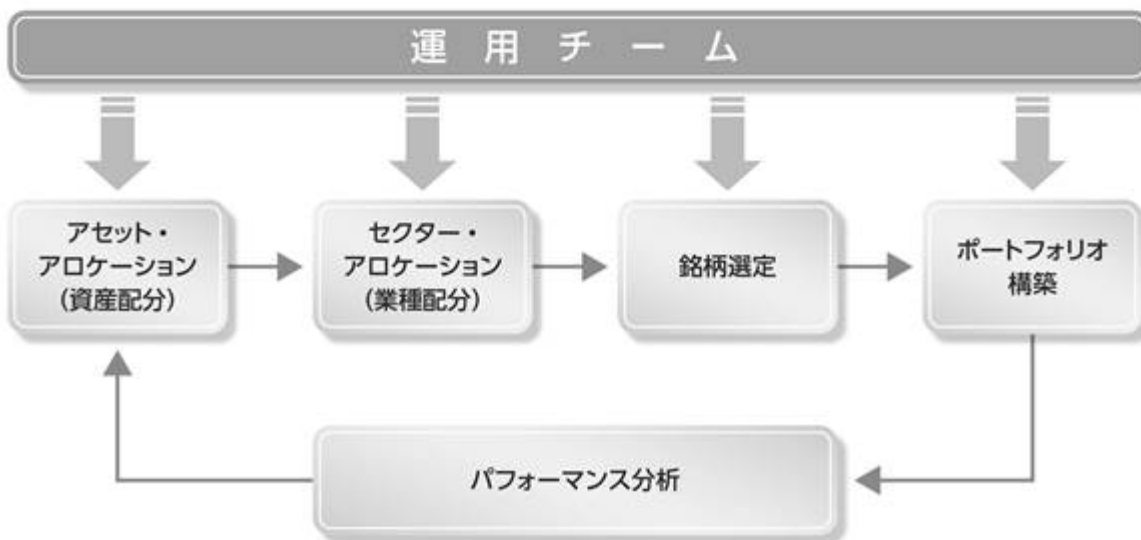 運用チーム
アセット・
アロケーション
(資産配分)
セクター・
アロケーション
(業種配分)
銘柄選定
ポートフォリオ
構築
パフォーマンス分析